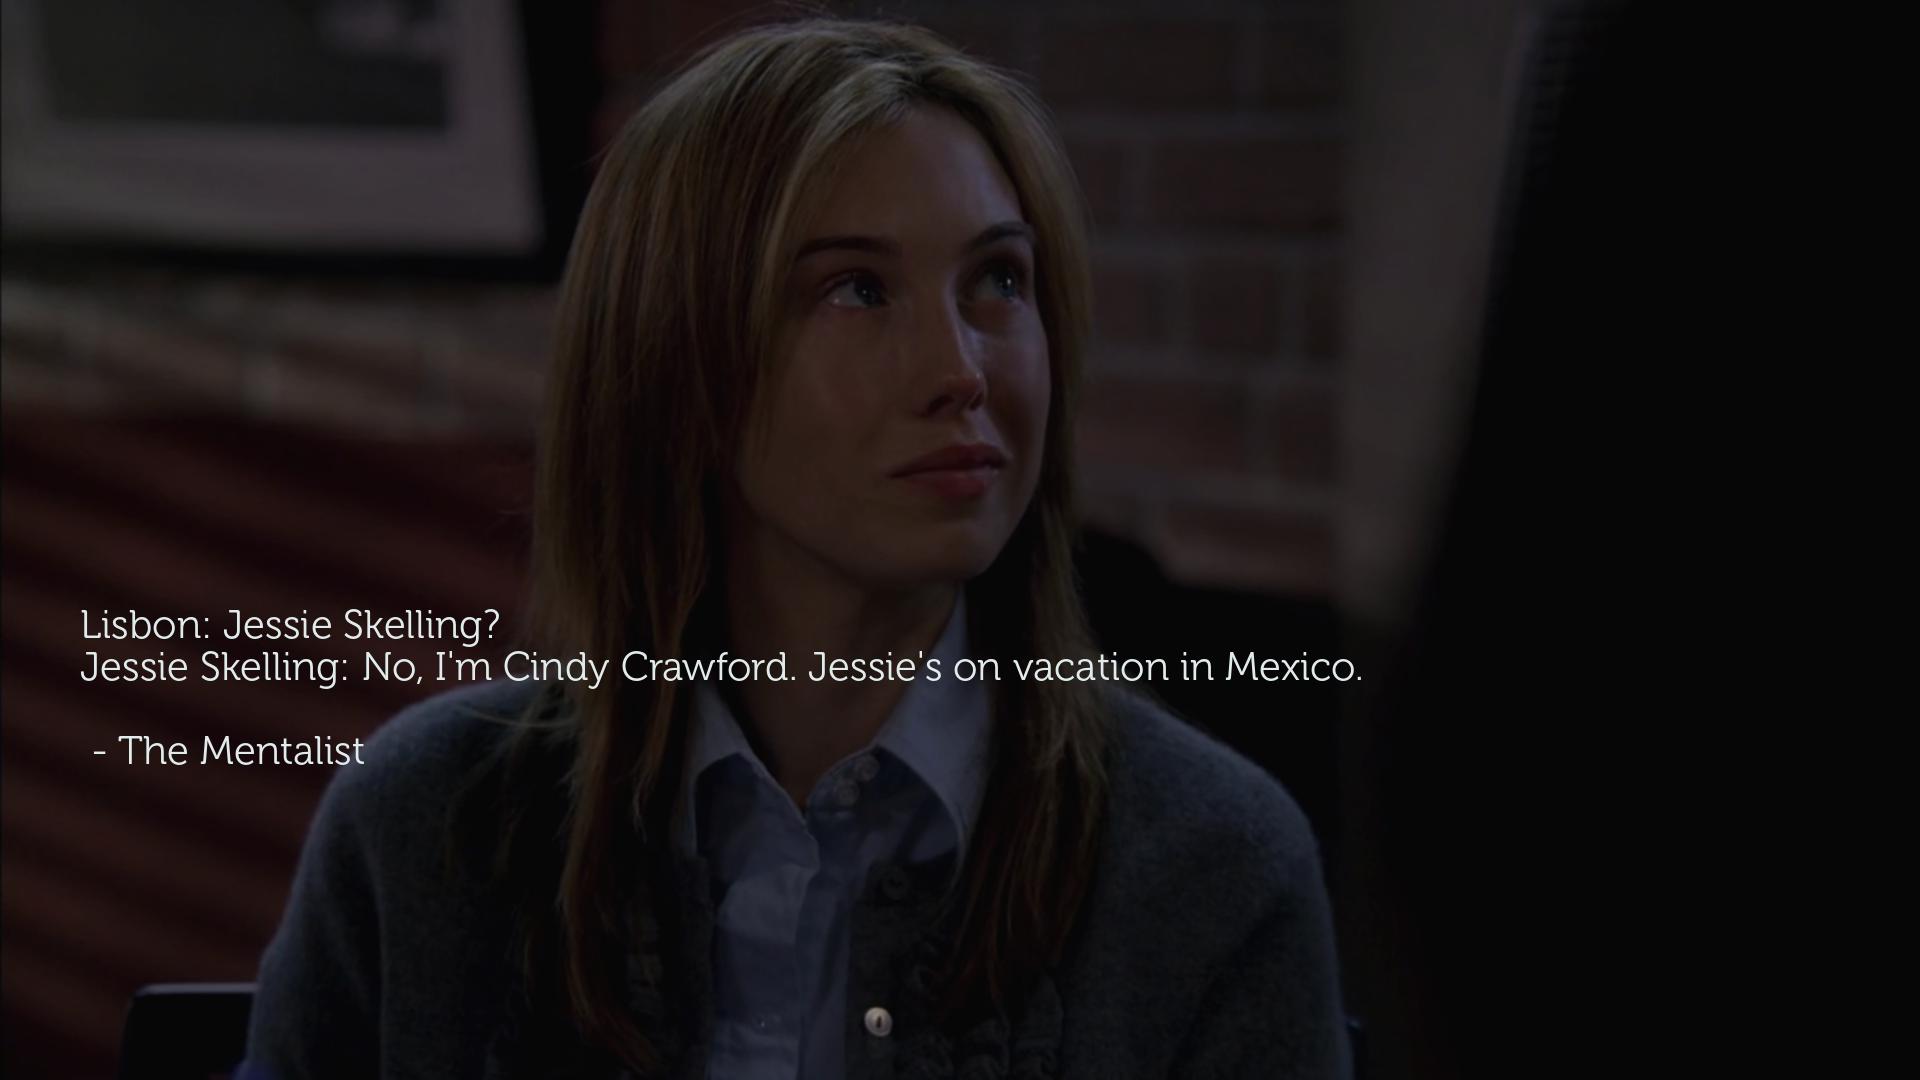 Lisbon: Jessie Skelling?
Jessie Skelling: No, I'm Cindy Crawford. Jessie's on vacation in Mexico.
- The Mentalist